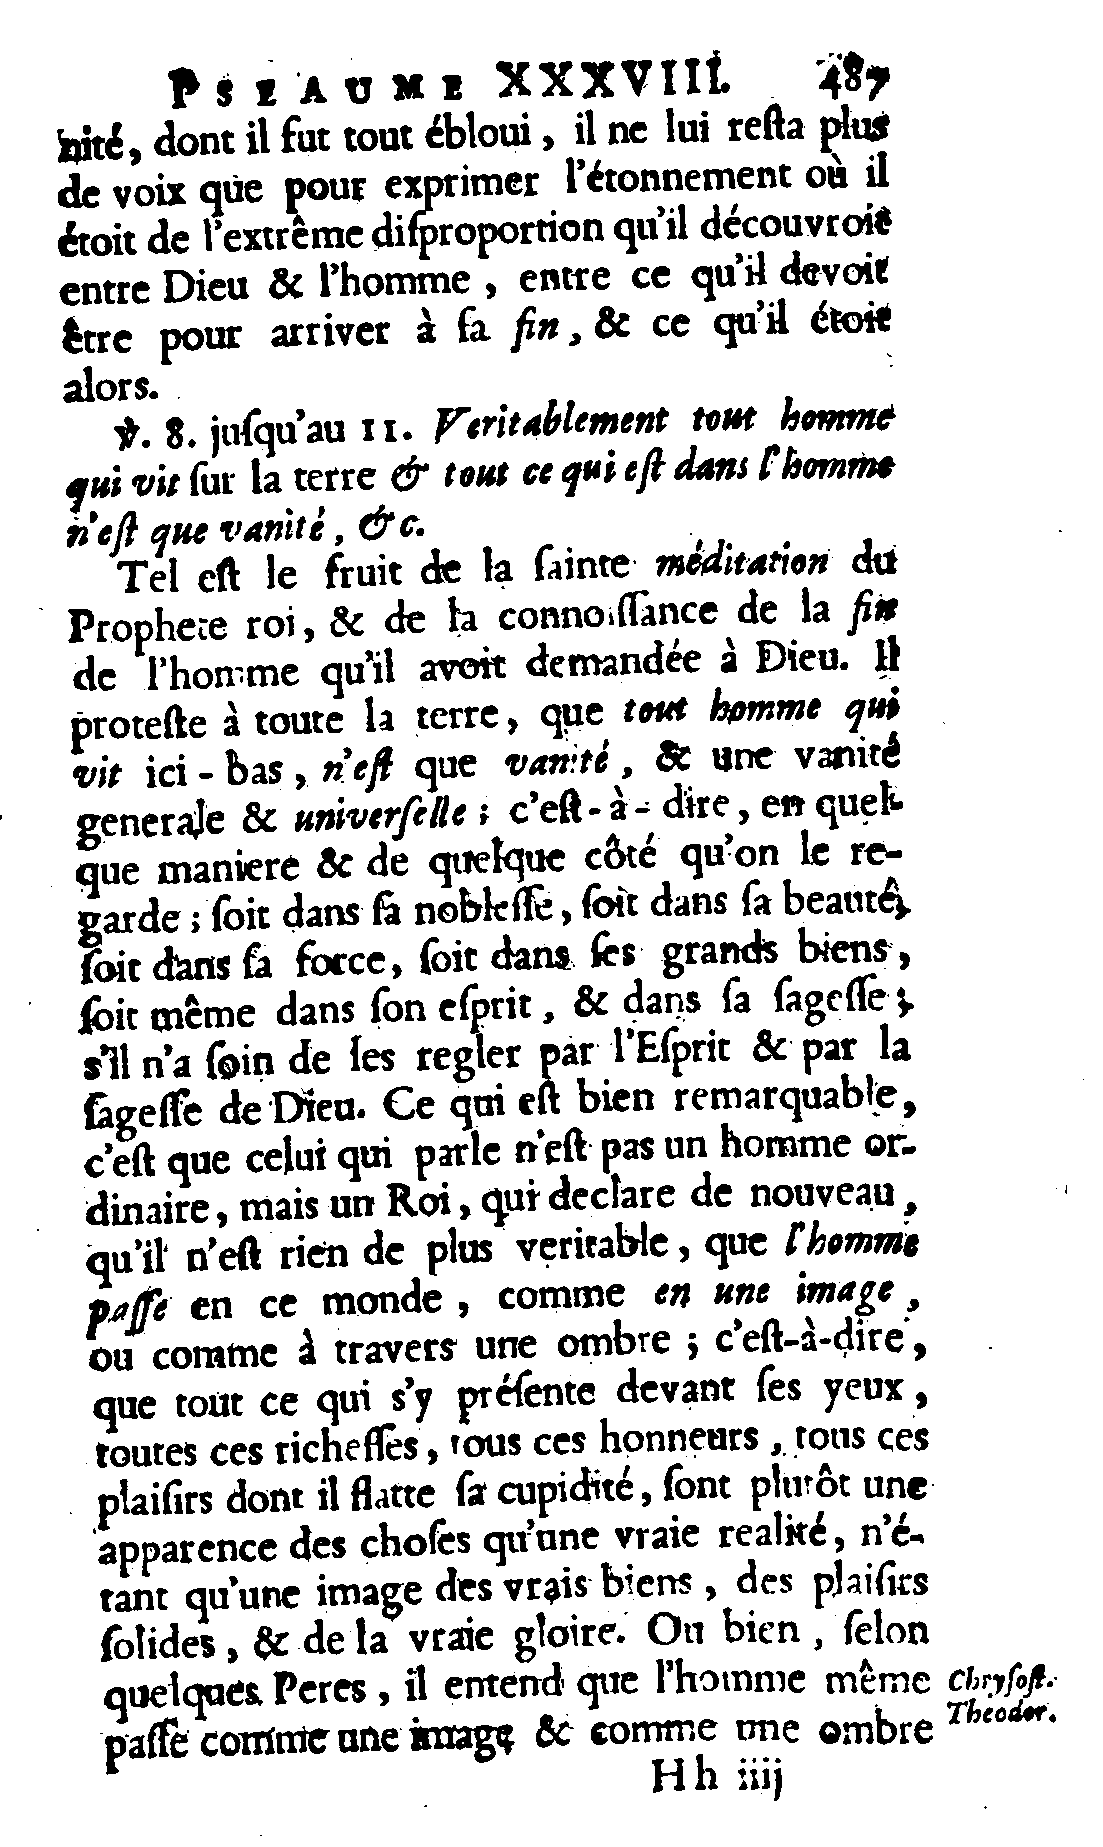 PSEAUME XXXVIII. 487
nité, dont il fut tout ébloui, il ne lui reſta plus
de voix que pour exprimer l'étonnement où il
étoit de l'extrême diſproportion qu'il découvroit
entre Dieu & l'homme, entre ce qu'il devoit
être pour arriver à ſa fin, & ce qu'il étoit
alors.
℣. 8. juſqu'au 11. Veritablement tout homme
qui vit ſur la terre & tout ce qui eſt dans l'homme
n'eſt que vanité, &c.
Tel eſt le fruit de la ſainte méditation du
Prophete roi, & de la connoiſſance de la fin
de l'homme qu'il avoit demandée à Dieu. Il
proteſte à toute la terre, que tout homme qui
vit ici-bas, n'eſt que vanité, & une vanité
generale & univerſelle; c'eſt-à-dire, en quel-
que maniere & de quelque côté qu'on le re-
garde; ſoit dans ſa nobleſſe, ſoit dans ſa beauté,
ſoit dans ſa force, ſoit dans ſes grands biens,
ſoit même dans ſon eſprit, & dans ſa ſageſſe;
s'il n'a ſoin de les regler par l'Eſprit & par la
ſageſſe de Dieu. Ce qui eſt bien remarquable,
c'eſt que celui qui parle n'eſt pas un homme or-
dinaire, mais un Roi, qui declare de nouveau,
qu'il n'eſt rien de plus veritable, que l'homme
paſſe en ce monde, comme en une image,
ou comme à travers une ombre; c'eſt-à-dire,
que tout ce qui s'y préſente devant ſes yeux,
toutes ces richeſſes, tous ces honneurs, tous ces
plaiſirs dont il flatte ſa cupidité, ſont plutôt une
apparence des choſes qu'une vraie realité, n'é-
tant qu'une image des vrais biens, des plaiſirs
ſolides, & de la vraie gloire. Ou bien, ſelon
quelques Peres, il entend que l'homme même
paſſe comme une image & comme une ombre
Chryſoſt.
Theodor.
Hh iiij